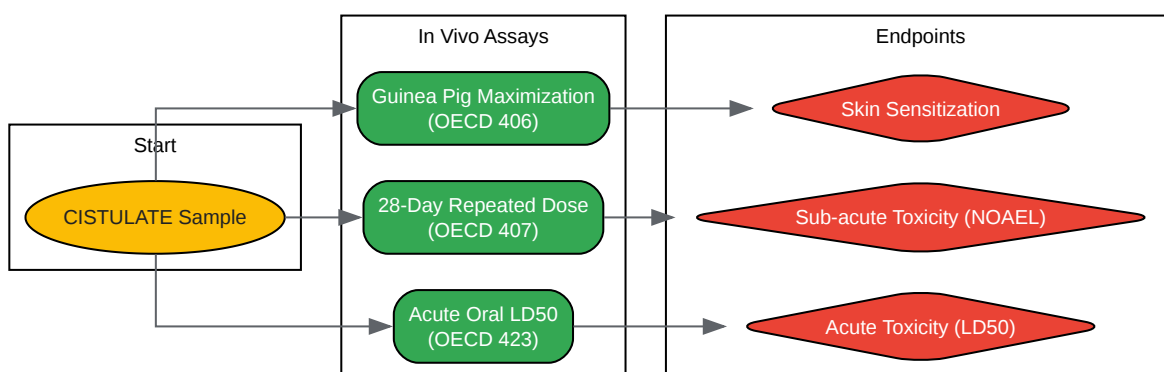 In Vivo Assays
Endpoints
Guinea Pig Maximization
(OECD 406)
Skin Sensitization
Start
CISTULATE Sample
28-Day Repeated Dose
(OECD 407)
Sub-acute Toxicity (NOAEL)
Acute Oral LD50
(OECD 423)
Acute Toxicity (LD50)